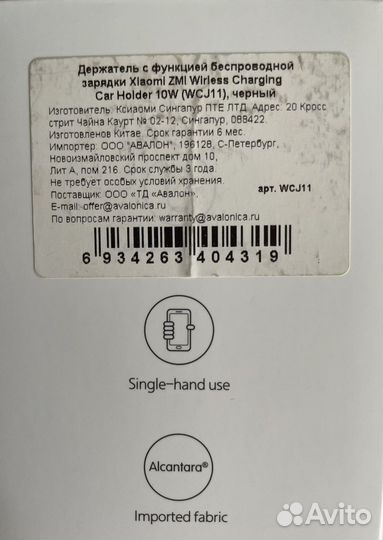 Держатель с функцией беспроводной
зарядки Xiaomi ZMI Wirless Charging
Car Holder 10W (WCJ11), черный
Изготовитель: Ксиаоми Сингапур ПТЕ ЛТД. Адрес: 20 Кросс
стрит Чайна Каурт № 02-12, Сингапур, 088422.
Изготовленов Китае. Срок гарантии 6 мес.
Импортер: ООО "АВАЛОН", 196128, С-Петербург,
Новоизмайловский проспект дом 10,
Лит А, пом 216. Срок службы 3 года.
Не требует особых условий хранения.
Поставщик: ООО «ТД «Авалон», арт. WCJ11
E-mail: offer@avalonica.ru
По вопросам гарантии: warranty@avalonica.ru
6 934263 404319
Single-hand use
Alcantara®
Imported fabric
Avito